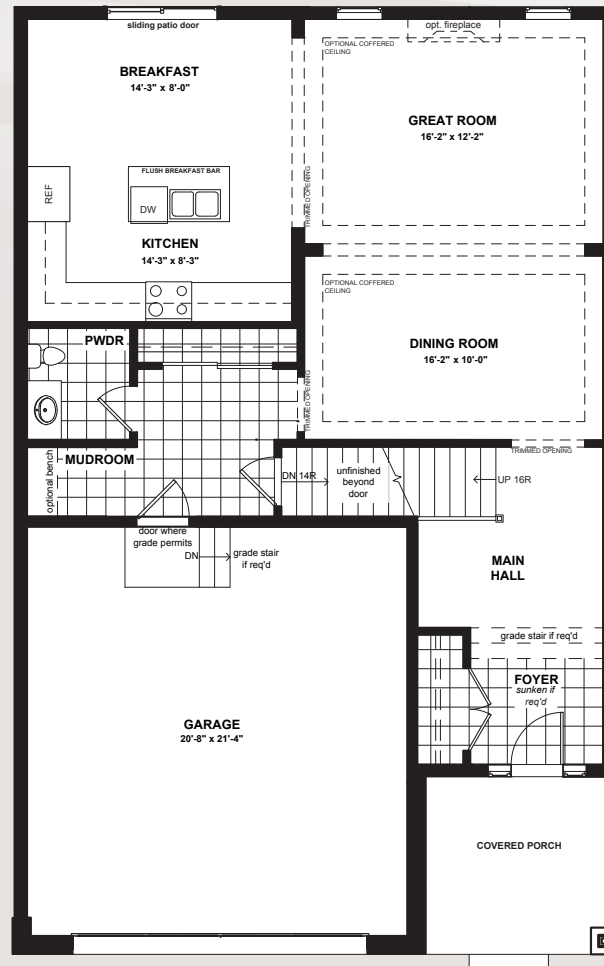 sliding patio door
BREAKFAST
14'-3" x 8'-0"
opt. fireplace
OPTIONAL COFFERED
CEILING
GREAT ROOM
16'-2" x 12'-2"
TRIMMED OPENING
REF
FLUSH BREAKFAST BAR
DW
KITCHEN
14'-3" x 8'-3"
OPTIONAL COFFERED
CEILING
DINING ROOM
16'-2" x 10'-0"
TRIMMED OPENING
PWDR
MUDROOM
optional bench
TRIMMED OPENING
DN 14R
unfinished
beyond
door
UP 16R
door where
grade permits
DN
grade stair
if req'd
MAIN
HALL
grade stair if req'd
FOYER
sunken if
req'd
GARAGE
20'-8" x 21'-4"
COVERED PORCH